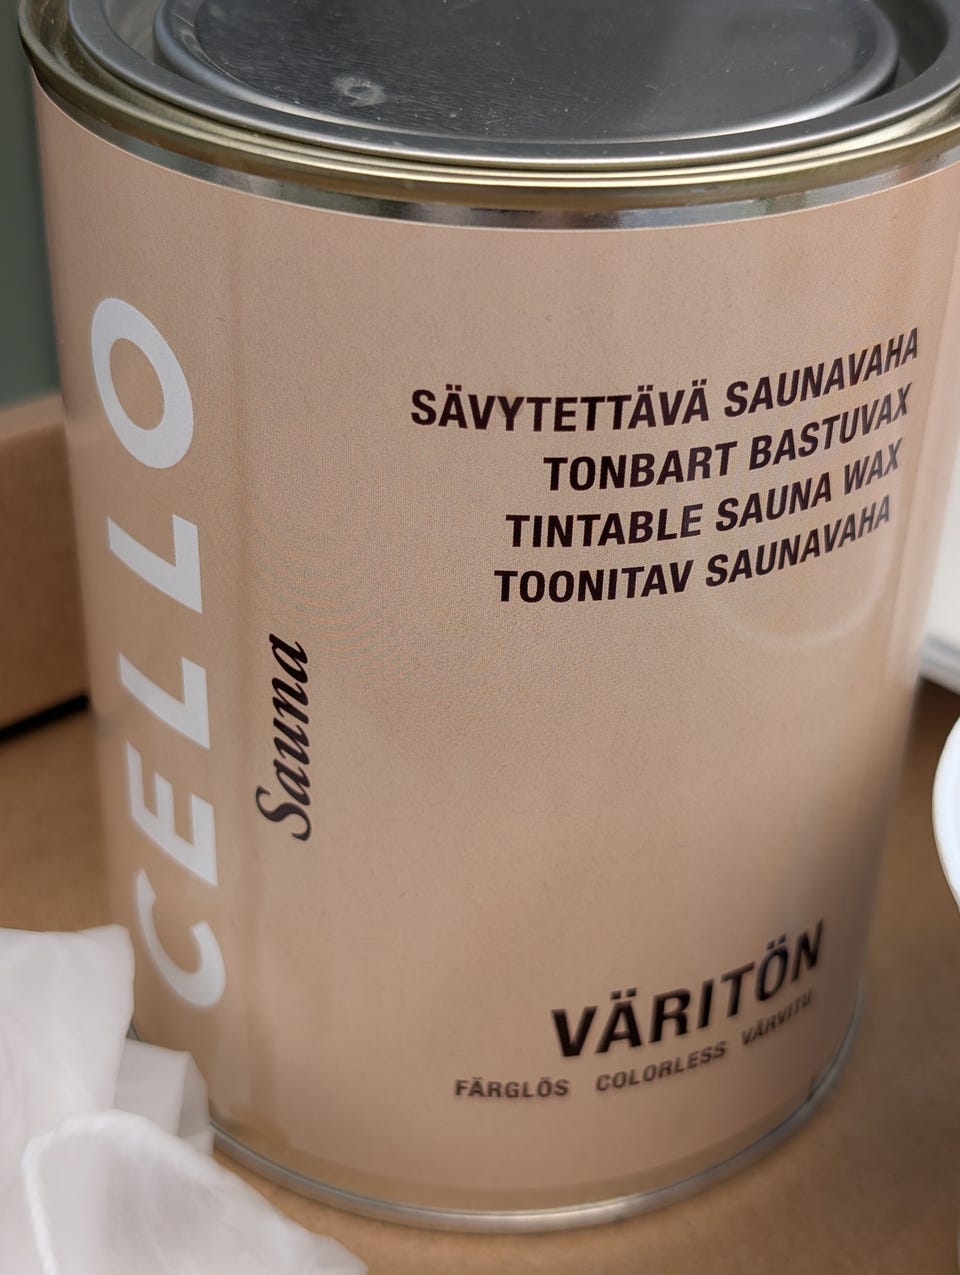 CELLO
Sauna
SÄVYTETTÄVÄ SAUNAVAHA
TONBART BASTUVAX
TINTABLE SAUNA WAX
TOONITAV SAUNAVAHA
VÄRITÖN
FÄRGLÖS COLORLESS VÄRVITU